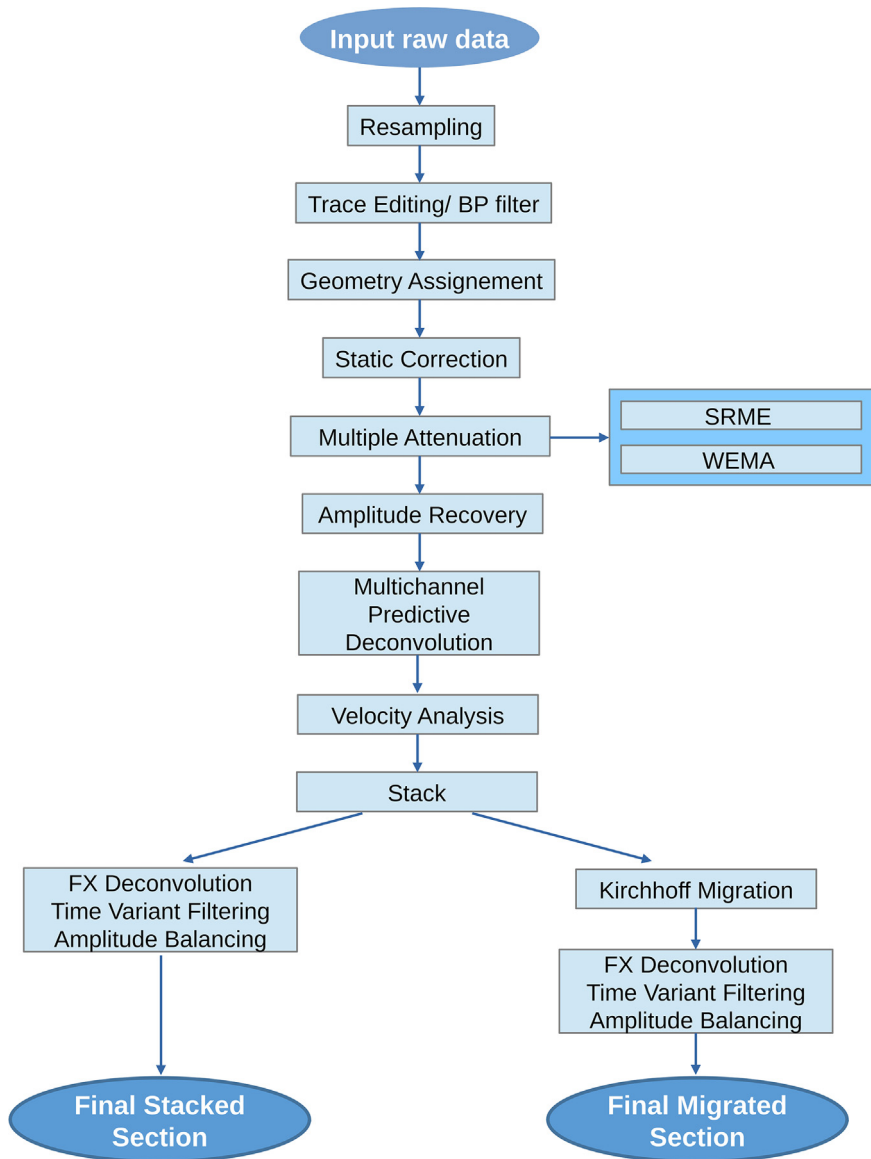 Input raw data
Resampling
Trace Editing/ BP filter
Geometry Assignement
Static Correction
Multiple Attenuation
SRME
WEMA
Amplitude Recovery
Multichannel
Predictive
Deconvolution
Velocity Analysis
Stack
FX Deconvolution
Time Variant Filtering
Amplitude Balancing
Kirchhoff Migration
FX Deconvolution
Time Variant Filtering
Amplitude Balancing
Final Stacked
Section
Final Migrated
Section